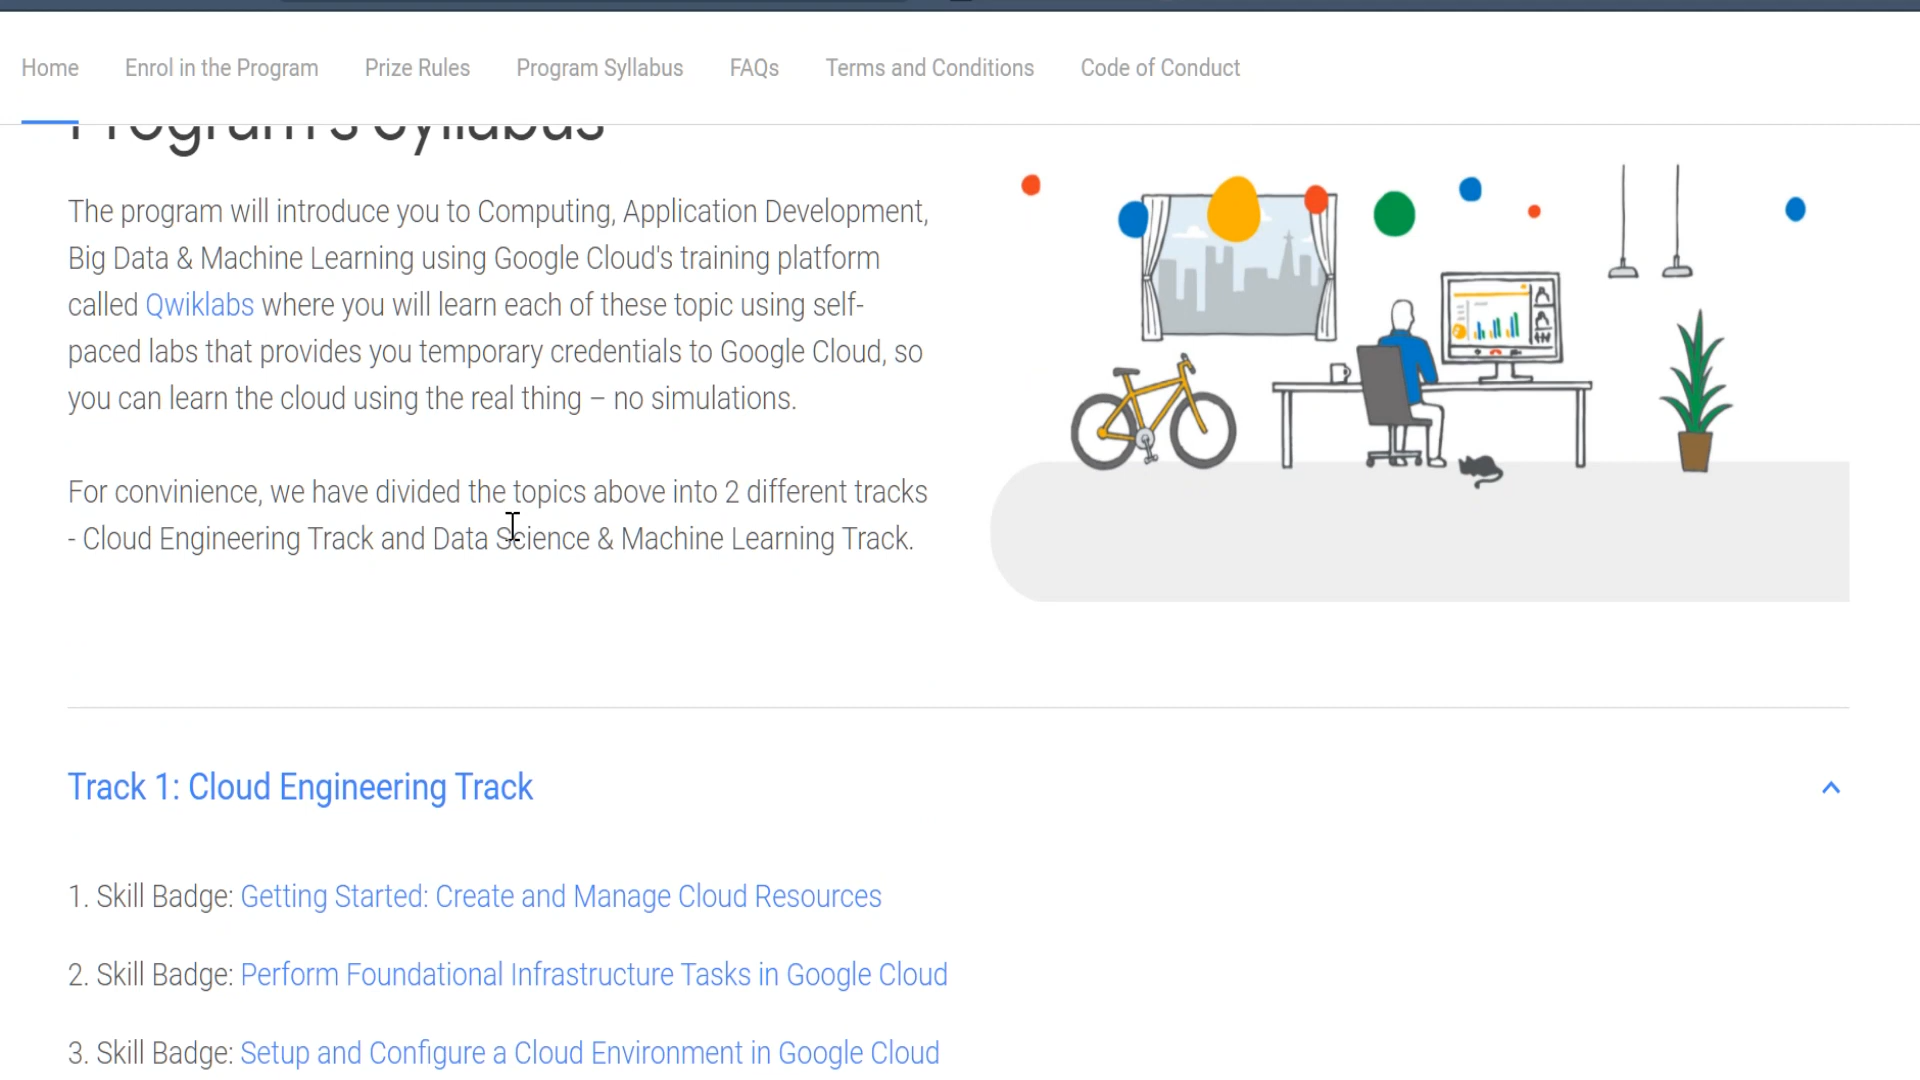 Home Enrol in the Program Prize Rules Program Syllabus FAQs Terms and Conditions Code of Conduct
Program's Syllabus
The program will introduce you to Computing, Application Development,
Big Data & Machine Learning using Google Cloud's training platform
called Qwiklabs where you will learn each of these topic using self-
paced labs that provides you temporary credentials to Google Cloud, so
you can learn the cloud using the real thing – no simulations.
For convinience, we have divided the topics above into 2 different tracks
- Cloud Engineering Track and Data Science & Machine Learning Track.
Track 1: Cloud Engineering Track
1. Skill Badge: Getting Started: Create and Manage Cloud Resources
2. Skill Badge: Perform Foundational Infrastructure Tasks in Google Cloud
3. Skill Badge: Setup and Configure a Cloud Environment in Google Cloud